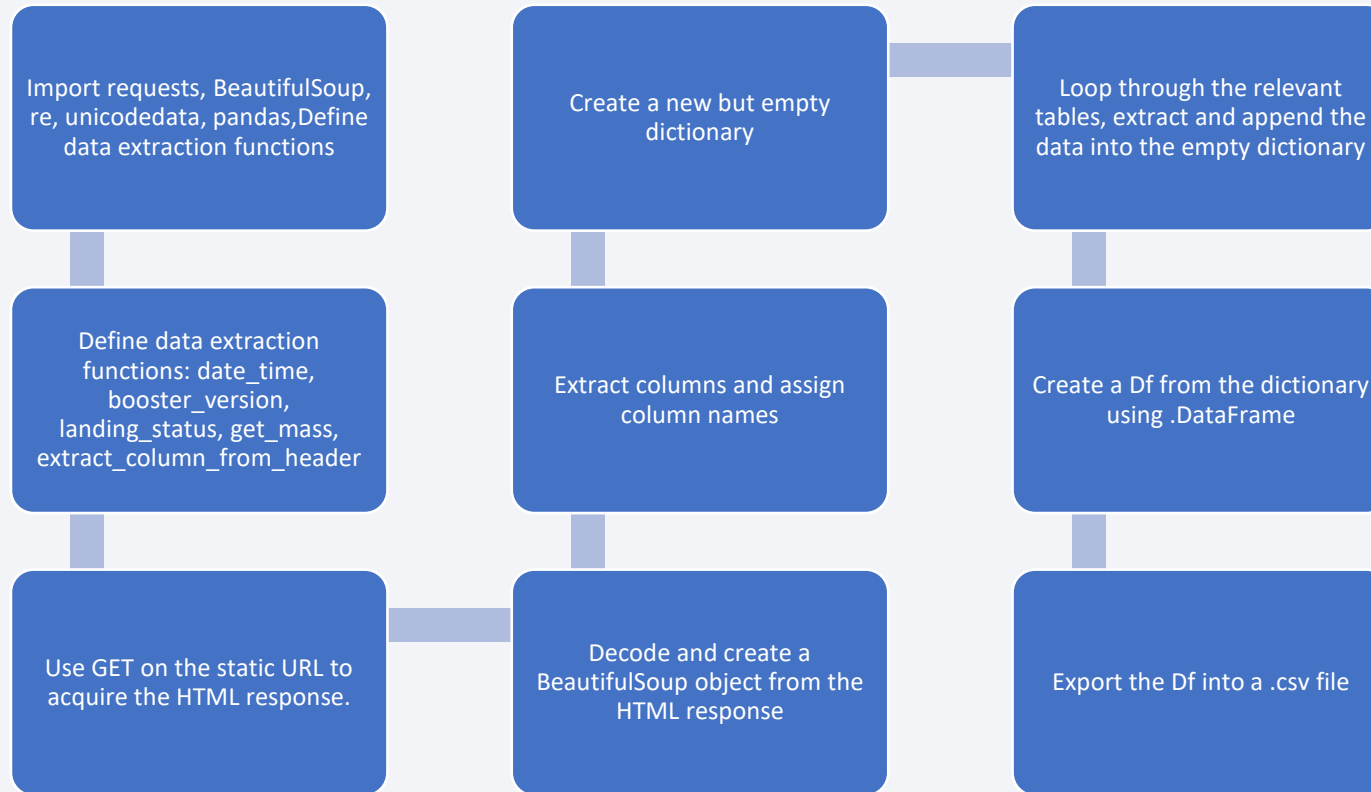 Import requests, BeautifulSoup,
re, unicodedata, pandas,Define
data extraction functions
Define data extraction
functions: date_time,
booster_version,
landing_status, get_mass,
extract_column_from_header
Use GET on the static URL to
acquire the HTML response.
Decode and create a
BeautifulSoup object from the
HTML response
Extract columns and assign
column names
Create a new but empty
dictionary
Loop through the relevant
tables, extract and append the
data into the empty dictionary
Create a Df from the dictionary
using .DataFrame
Export the Df into a .csv file